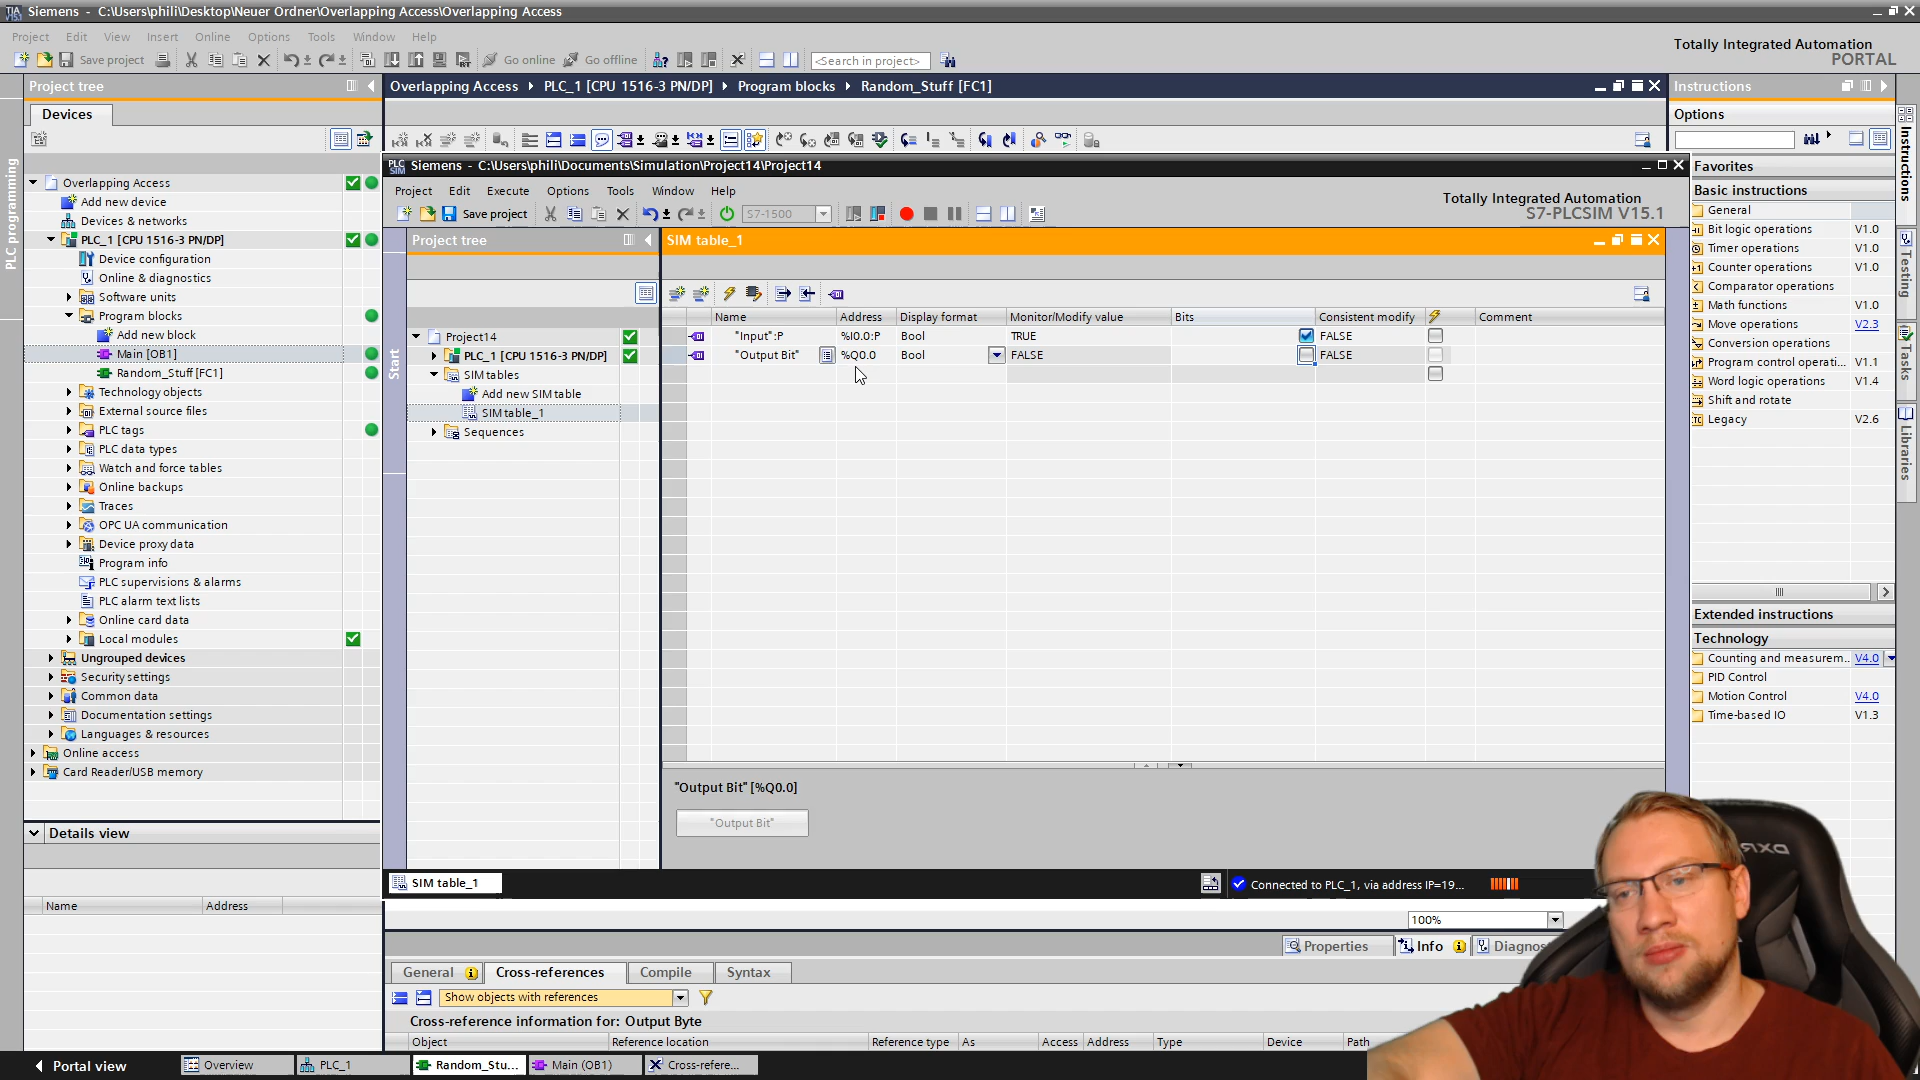 Siemens - C:\Users\phili\Desktop\Neuer Ordner\Overlapping Access\Overlapping Access
Project Edit View Insert Online Options Tools Window Help
Totally Integrated Automation
PORTAL
Save project
Go online
Go offline
<Search in project>
Project tree
Overlapping Access ▸ PLC_1 [CPU 1516-3 PN/DP] ▸ Program blocks ▸ Random_Stuff [FC1]
Instructions
Devices
Options
PLC programming
Overlapping Access
Add new device
Devices & networks
PLC_1 [CPU 1516-3 PN/DP]
Device configuration
Online & diagnostics
Software units
Program blocks
Add new block
Main [OB1]
Random_Stuff [FC1]
Technology objects
External source files
PLC tags
PLC data types
Watch and force tables
Online backups
Traces
OPC UA communication
Device proxy data
Program info
PLC supervisions & alarms
PLC alarm text lists
Online card data
Local modules
Ungrouped devices
Security settings
Common data
Documentation settings
Languages & resources
Online access
Card Reader/USB memory
Details view
Name Address
PLC SIM
Siemens - C:\Users\phili\Documents\Simulation\Project14\Project14
Project Edit Execute Options Tools Window Help
Totally Integrated Automation
S7-PLCSIM V15.1
Save project
S7-1500
Project tree
SIM table_1
Start
Project14
PLC_1 [CPU 1516-3 PN/DP]
SIM tables
Add new SIM table
SIM table_1
Sequences
Name Address Display format Monitor/Modify value Bits Consistent modify Comment
"Input":P %I0.0:P Bool TRUE FALSE
"Output Bit" %Q0.0 Bool FALSE FALSE
"Output Bit" [%Q0.0]
"Output Bit"
SIM table_1
Connected to PLC_1, via address IP=19...
Favorites
Basic instructions
General
Bit logic operations V1.0
Timer operations V1.0
Counter operations V1.0
Comparator operations
Math functions V1.0
Move operations V2.3
Conversion operations
Program control operati... V1.1
Word logic operations V1.4
Shift and rotate
Legacy V2.6
Extended instructions
Technology
Counting and measurem.. V4.0
PID Control
Motion Control V4.0
Time-based IO V1.3
Instructions
Testing
Tasks
Libraries
100%
Properties
Info
Diagnos
General
Cross-references
Compile
Syntax
Show objects with references
Cross-reference information for: Output Byte
Object Reference location Reference type As Access Address Type Device Path
Portal view
Overview
PLC_1
Random_Stu...
Main (OB1)
Cross-refere...